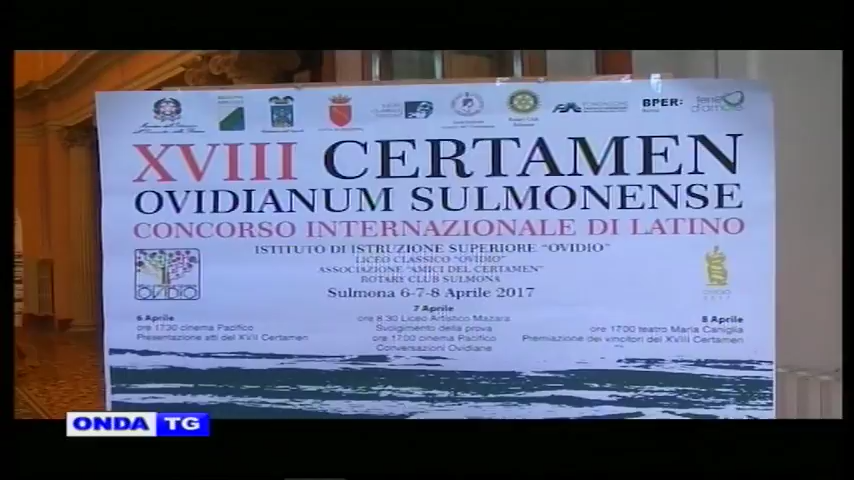 BPER:
XVIII CERTAMEN
OVIDIANUM SULMONENSE
CONCORSO INTERNAZIONALE DI LATINO
ISTITUTO DI ISTRUZIONE SUPERIORE "OVIDIO"
LICEO CLASSICO "OVIDIO"
ASSOCIAZIONE "AMICI DEL CERTAMEN"
ROTARY CLUB SULMONA
Sulmona 6-7-8 Aprile 2017
OVIDIO
6 Aprile
ore 17.30 cinema Pacifico
Presentazione atti del XVII Certamen
7 Aprile
ore 8.30 Liceo Artistico Mazara
Svolgimento della prova
ore 17.00 cinema Pacifico
Conversazioni Ovidiane
8 Aprile
ore 17.00 teatro Maria Caniglia
Premiazione dei vincitori del XVIII Certamen
ONDA TG